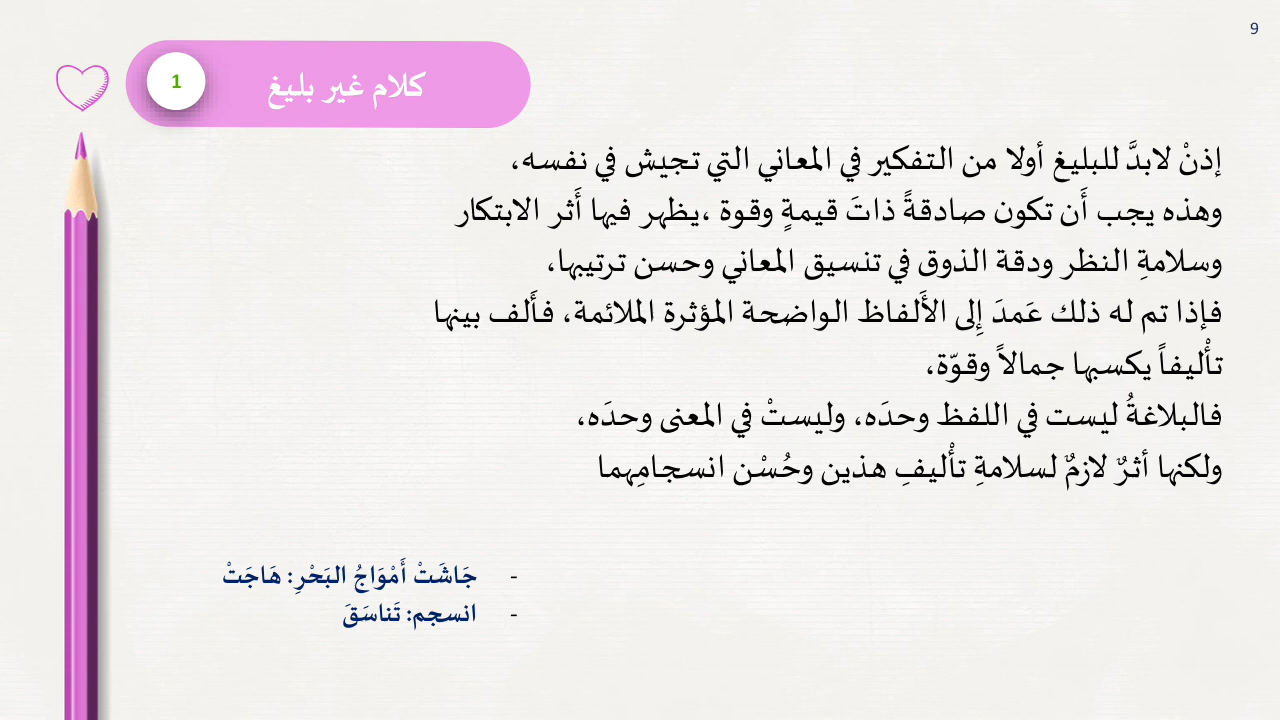 9
كلام غير بليغ
1
إذنْ لابدَّ للبليغ أولا من التفكير في المعاني التي تجيش في نفسه،
وهذه يجب أَن تكون صادقةً ذاتَ قيمةٍ وقوة ،يظهر فيها أَثر الابتكار
وسلامةِ النظر ودقة الذوق في تنسيق المعاني وحسن ترتيبها،
فإذا تم له ذلك عَمدَ إِلى الأَلفاظ الواضحة المؤثرة الملائمة، فأَلف بينها
تأْليفاً يكسبها جمالاً وقوّة،
فالبلاغةُ ليست في اللفظ وحدَه، وليستْ في المعنى وحدَه،
ولكنها أثرٌ لازمٌ لسلامةِ تأْليفِ هذين وحُسْن انسجامِهما
- جَاشَتْ أَمْوَاجُ البَحْرِ: هَاجَتْ
- انسجم: تَناسَقَ